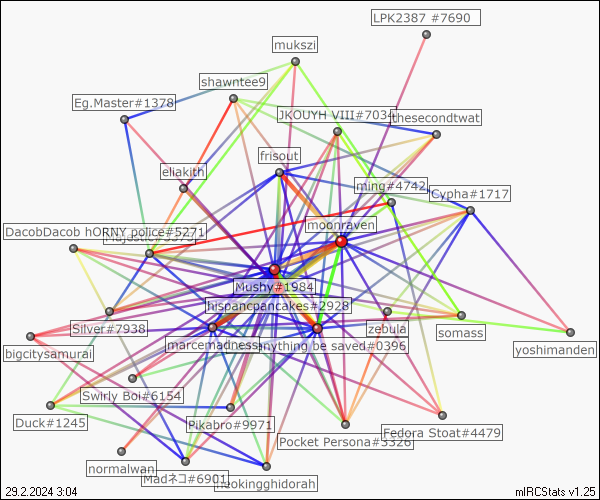 LPK2387 #7690
mukszi
shawntee9
Eg.Master#1378
JKOUYH VIII#7034
thesecondtwat
frisout
eliakith
ming#4742
Cypha#1717
moonraven
DacobDacob hORNY police#5271
Mushy#1984
hispancpancakes#2928
Silver#7938
zebula
somass
marcemadness
anything be saved#0396
yoshimanden
bigcitysamurai
Swirly Boi#6154
Duck#1245
Pikabro#9971
Pocket Persona#3326
Fedora Stoat#4479
normalwan
Madネコ#6901
neokingghidorah
29.2.2024 3:04
mIRCStats v1.25